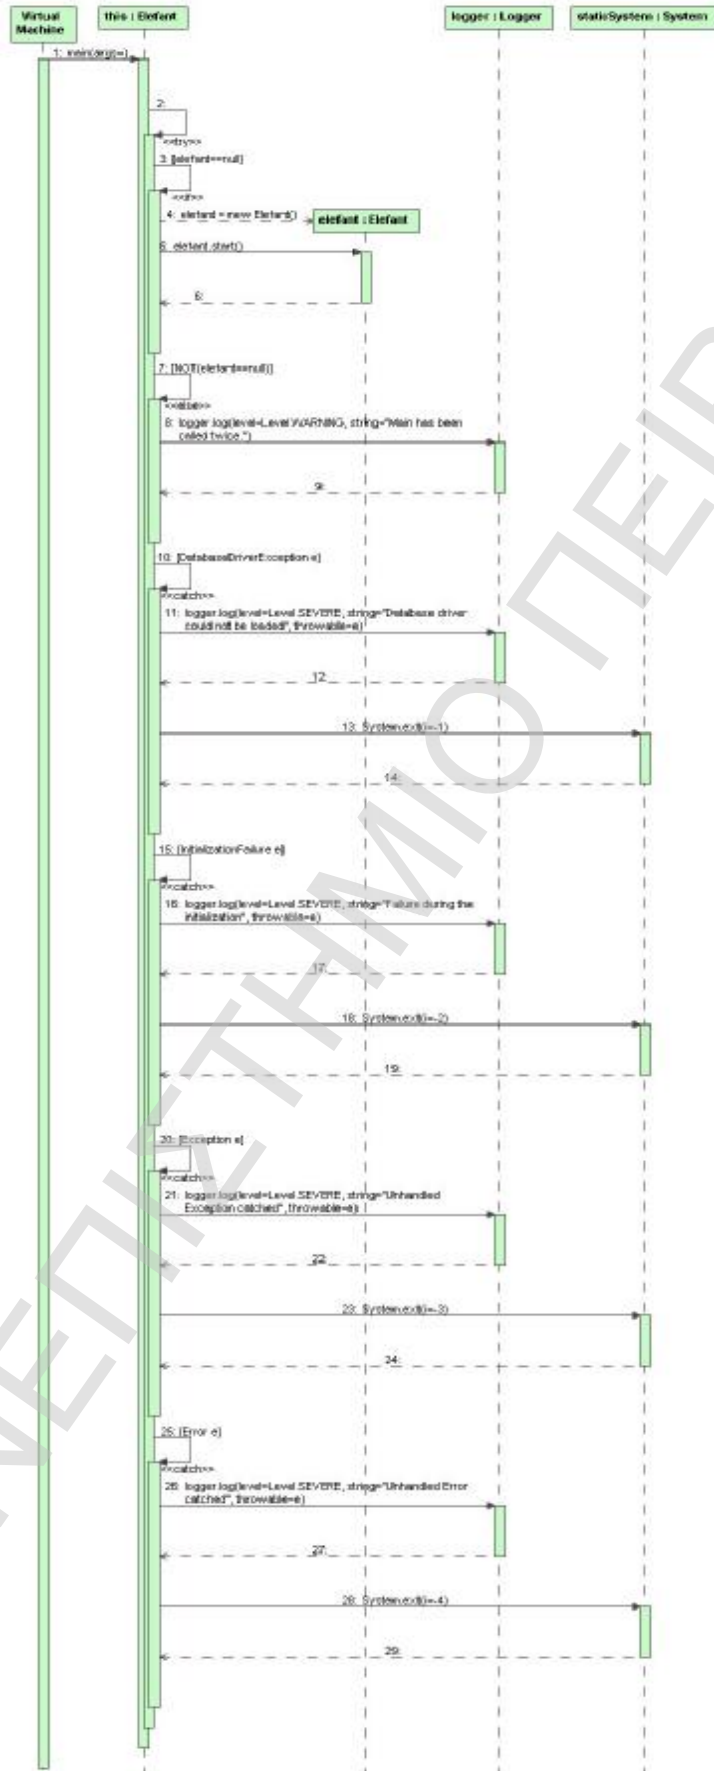 Virtual
Machine
this : Elefant
logger : Logger
staticSystem : System
1: main(args=)
2:
<<try>>
3: [elefant==null]
<<if>>
4: elefant = new Elefant()
elefant : Elefant
5: elefant.start()
6:
7: [NOT(elefant==null)]
<<else>>
8: logger.log(level=Level.WARNING, string="Main has been
called twice.")
9:
10: [DatabaseDriverException e]
<<catch>>
11: logger.log(level=Level.SEVERE, string="Database driver
could not be loaded", throwable=e)
12:
13: System.exit(i=-1)
14:
15: [InitializationFailure e]
<<catch>>
16: logger.log(level=Level.SEVERE, string="Failure during the
initialization", throwable=e)
17:
18: System.exit(i=-2)
19:
20: [Exception e]
<<catch>>
21: logger.log(level=Level.SEVERE, string="Unhandled
Exception catched", throwable=e)
22:
23: System.exit(i=-3)
24:
25: [Error e]
<<catch>>
26: logger.log(level=Level.SEVERE, string="Unhandled Error
catched", throwable=e)
27:
28: System.exit(i=-4)
29: